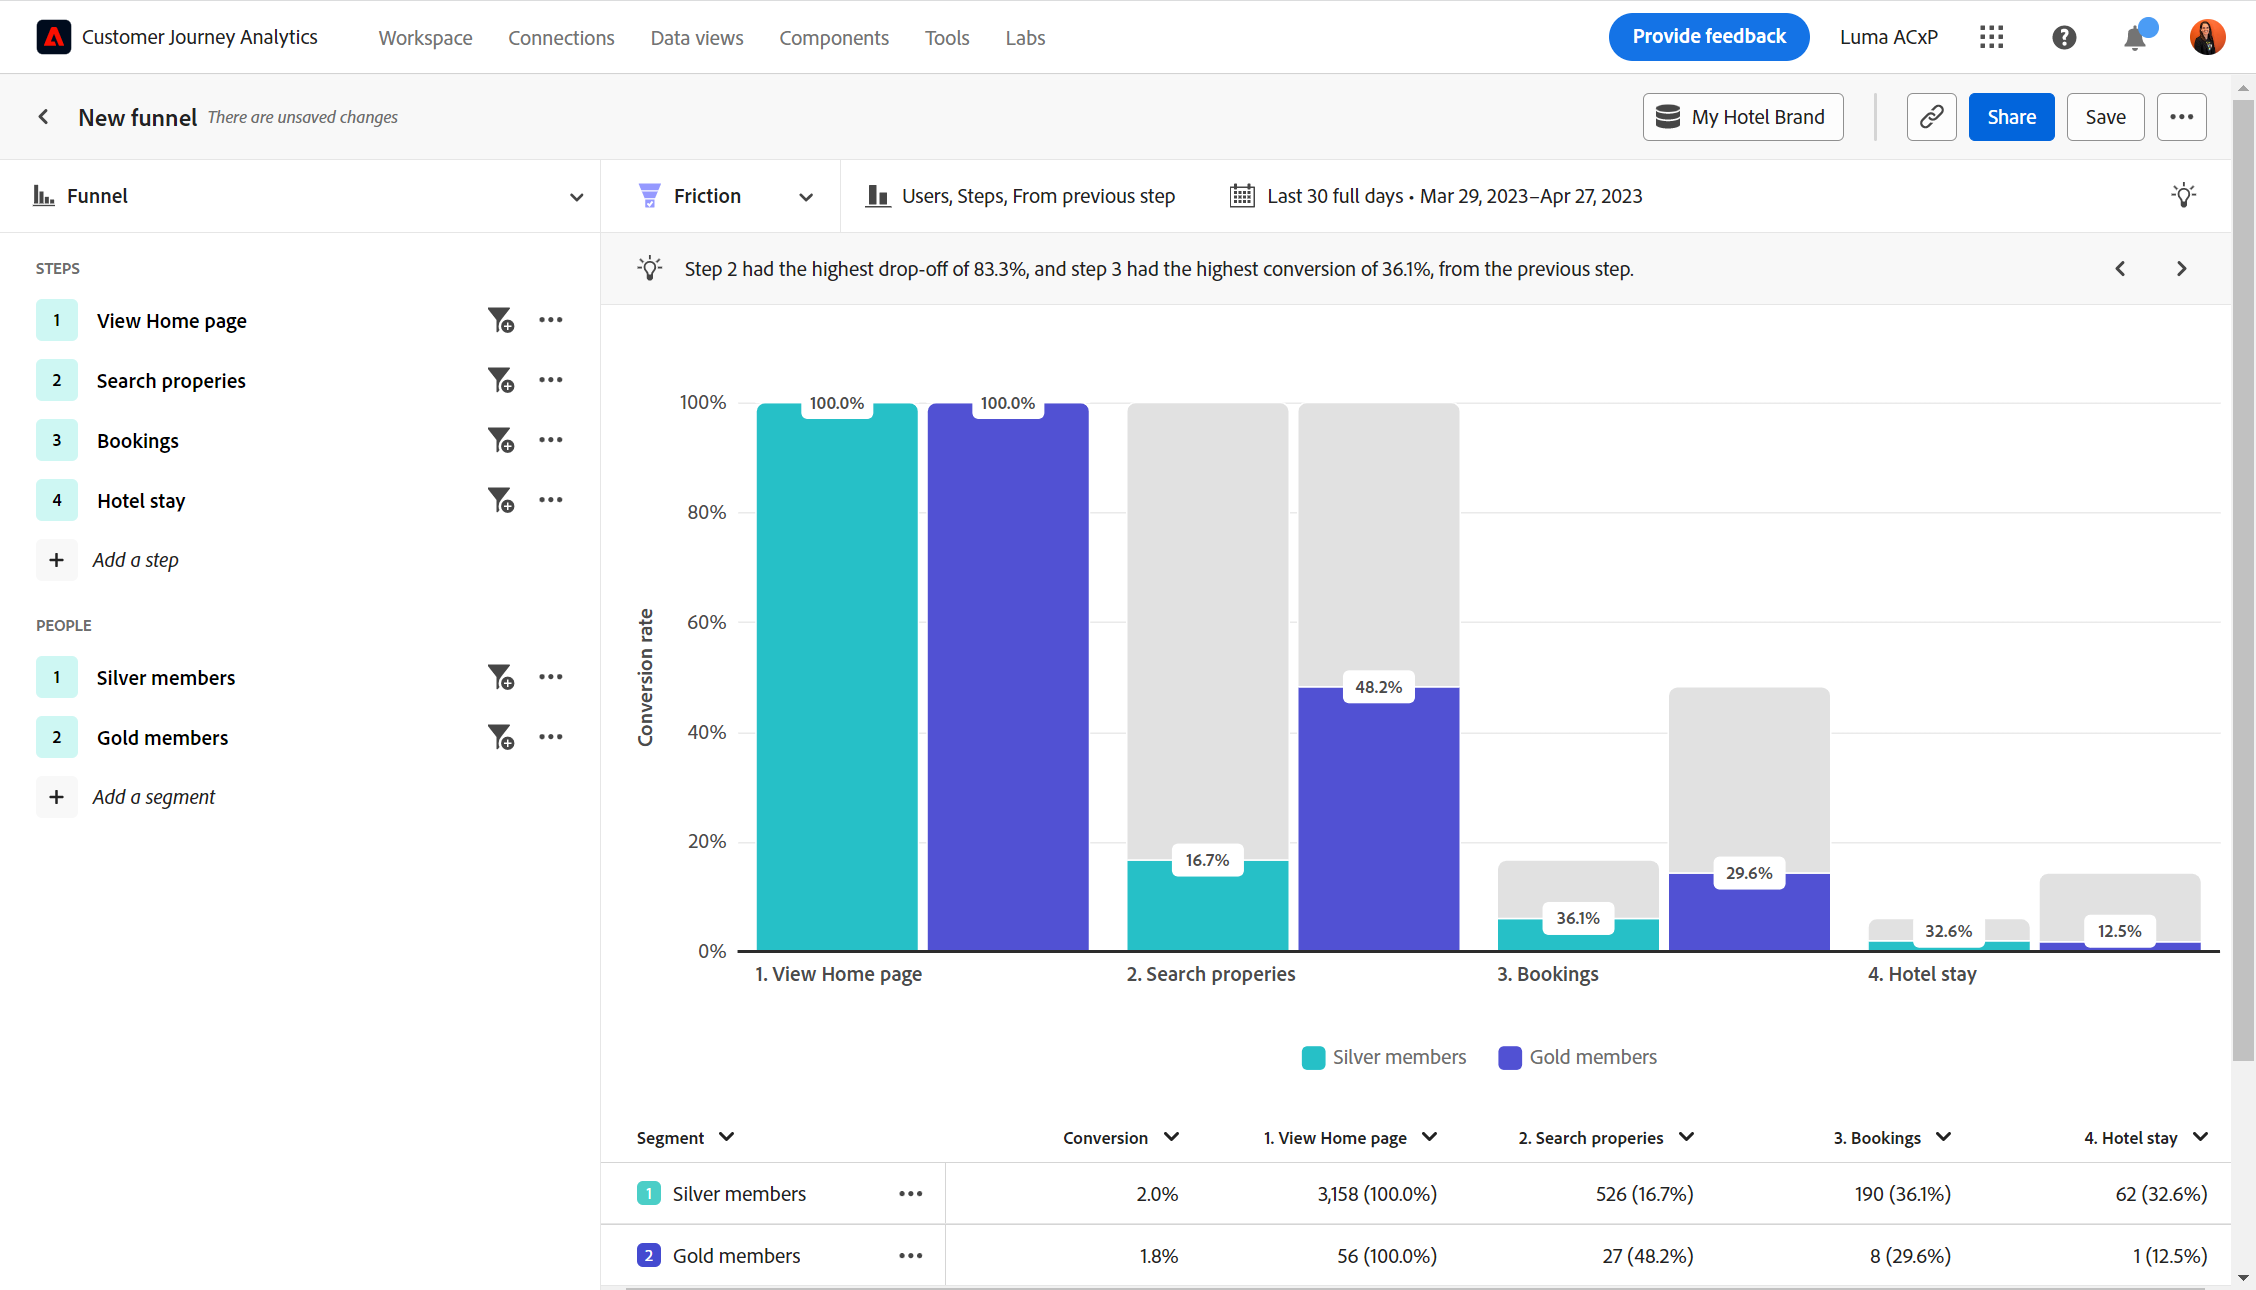 Customer Journey Analytics Workspace Connections Data views Components Tools Labs Provide feedback Luma ACxP
New funnel There are unsaved changes My Hotel Brand Share Save
Funnel Friction Users, Steps, From previous step Last 30 full days • Mar 29, 2023–Apr 27, 2023
STEPS
1 View Home page
2 Search properies
3 Bookings
4 Hotel stay
+ Add a step
PEOPLE
1 Silver members
2 Gold members
+ Add a segment
Step 2 had the highest drop-off of 83.3%, and step 3 had the highest conversion of 36.1%, from the previous step.
Conversion rate
100%
80%
60%
40%
20%
0%
100.0% 100.0%
16.7% 48.2%
36.1% 29.6%
32.6% 12.5%
1. View Home page 2. Search properies 3. Bookings 4. Hotel stay
Silver members Gold members
Segment Conversion 1. View Home page 2. Search properies 3. Bookings 4. Hotel stay
1 Silver members 2.0% 3,158 (100.0%) 526 (16.7%) 190 (36.1%) 62 (32.6%)
2 Gold members 1.8% 56 (100.0%) 27 (48.2%) 8 (29.6%) 1 (12.5%)